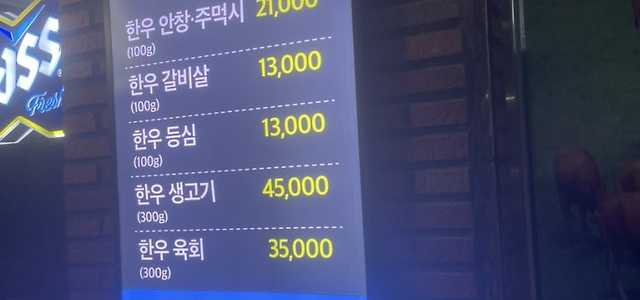 한우 안창·주먹시 21,000
(100g)
한우 갈비살 13,000
(100g)
한우 등심 13,000
(100g)
한우 생고기 45,000
(300g)
한우 육회 35,000
(300g)
ass
Fresh